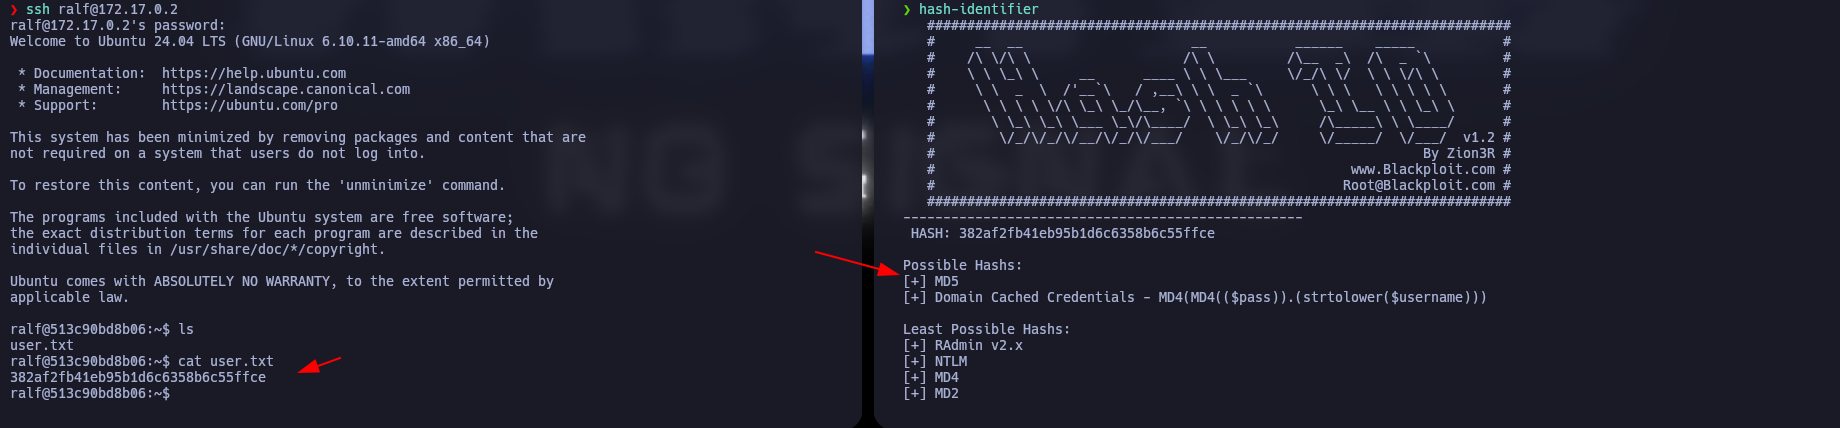 ❯ ssh ralf@172.17.0.2
ralf@172.17.0.2's password:
Welcome to Ubuntu 24.04 LTS (GNU/Linux 6.10.11-amd64 x86_64)
* Documentation:  https://help.ubuntu.com
* Management:     https://landscape.canonical.com
* Support:        https://ubuntu.com/pro
This system has been minimized by removing packages and content that are
not required on a system that users do not log into.
To restore this content, you can run the 'unminimize' command.
The programs included with the Ubuntu system are free software;
the exact distribution terms for each program are described in the
individual files in /usr/share/doc/*/copyright.
Ubuntu comes with ABSOLUTELY NO WARRANTY, to the extent permitted by
applicable law.
ralf@513c90bd8b06:~$ ls
user.txt
ralf@513c90bd8b06:~$ cat user.txt
382af2fb41eb95b1d6c6358b6c55ffce
ralf@513c90bd8b06:~$
❯ hash-identifier
v1.2 #
By Zion3R #
www.Blackploit.com #
Root@Blackploit.com #
HASH: 382af2fb41eb95b1d6c6358b6c55ffce
Possible Hashs:
[+] MD5
[+] Domain Cached Credentials - MD4(MD4(($pass)).(strtolower($username)))
Least Possible Hashs:
[+] RAdmin v2.x
[+] NTLM
[+] MD4
[+] MD2